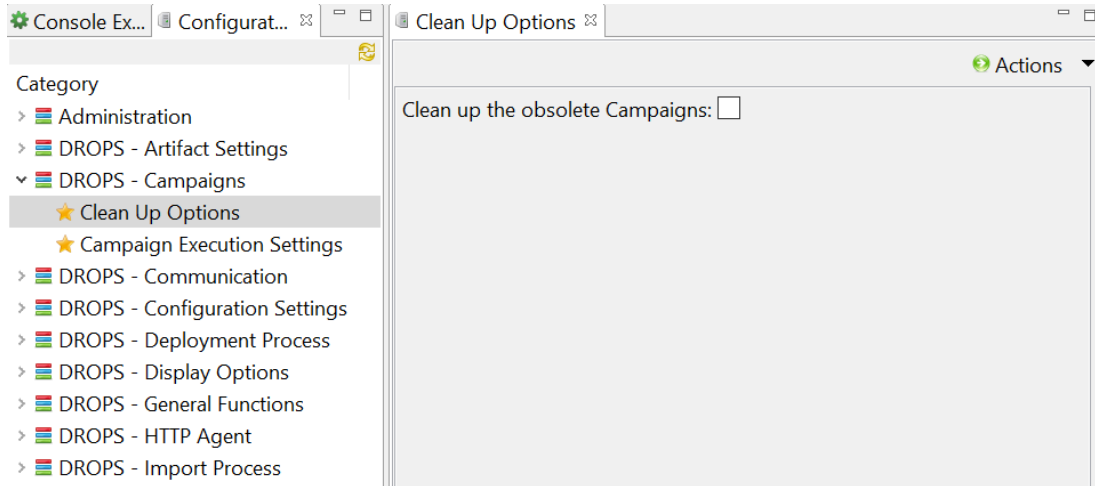 Console Ex...
Configurat...
Clean Up Options
Actions
Category
Administration
DROPS - Artifact Settings
DROPS - Campaigns
Clean Up Options
Campaign Execution Settings
DROPS - Communication
DROPS - Configuration Settings
DROPS - Deployment Process
DROPS - Display Options
DROPS - General Functions
DROPS - HTTP Agent
DROPS - Import Process
Clean up the obsolete Campaigns: